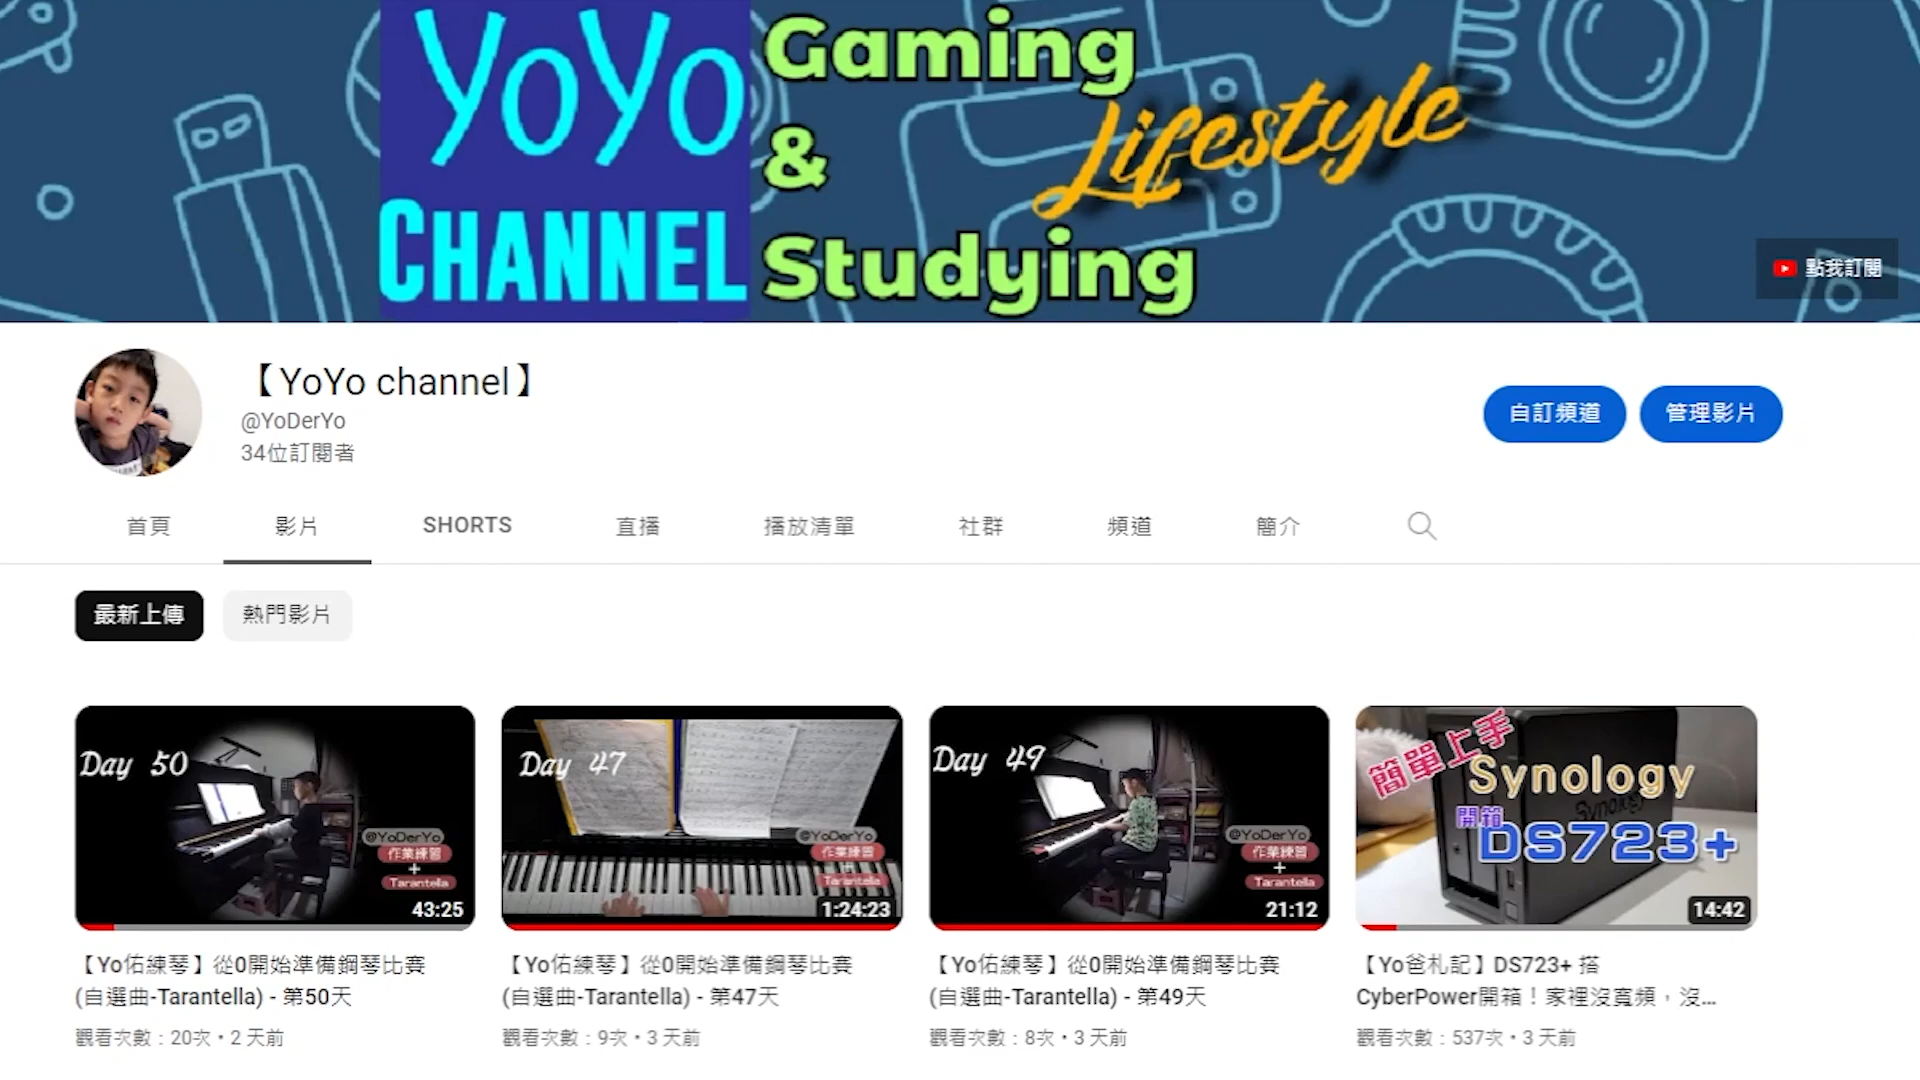 YoYo
CHANNEL
Gaming
&
Studying
Lifestyle
點我訂閱
【YoYo channel】
@YoDerYo
34位訂閱者
自訂頻道
管理影片
首頁
影片
SHORTS
直播
播放清單
社群
頻道
簡介
最新上傳
熱門影片
Day 50
@YoDerYo
作業練習
+
Tarantella
43:25
Day 47
@YoDerYo
作業練習
Tarantella
1:24:23
Day 49
@YoDerYo
作業練習
+
Tarantella
21:12
簡單上手
Synology
Synology
開箱
DS723+
14:42
【Yo佑練琴】從0開始準備鋼琴比賽
(自選曲-Tarantella) - 第50天
觀看次數：20次・2 天前
【Yo佑練琴】從0開始準備鋼琴比賽
(自選曲-Tarantella) - 第47天
觀看次數：9次・3 天前
【Yo佑練琴】從0開始準備鋼琴比賽
(自選曲-Tarantella) - 第49天
觀看次數：8次・3 天前
【Yo爸札記】DS723+ 搭
CyberPower開箱！家裡沒寬頻，沒...
觀看次數：537次・3 天前